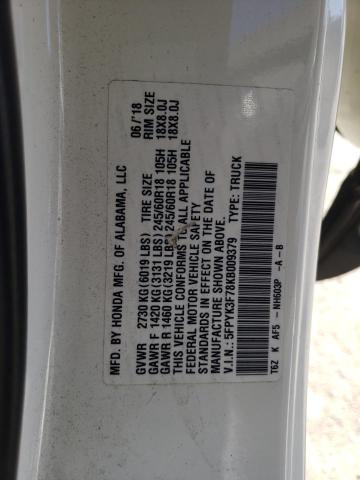 MFD. BY HONDA MFG. OF ALABAMA, LLC 06/'18
GVWR 2730 KG (6019 LBS) TIRE SIZE RIM SIZE
GAWR F 1420 KG (3131 LBS) 245/60R18 105H 18X8.0J
GAWR R 1460 KG (3219 LBS) 245/60R18 105H 18X8.0J
THIS VEHICLE CONFORMS TO ALL APPLICABLE
FEDERAL MOTOR VEHICLE SAFETY
STANDARDS IN EFFECT ON THE DATE OF
MANUFACTURE SHOWN ABOVE.
V.I.N.: 5FPYK3F78KB009379 TYPE: TRUCK
T6Z K AF5 - NH603P -A -B